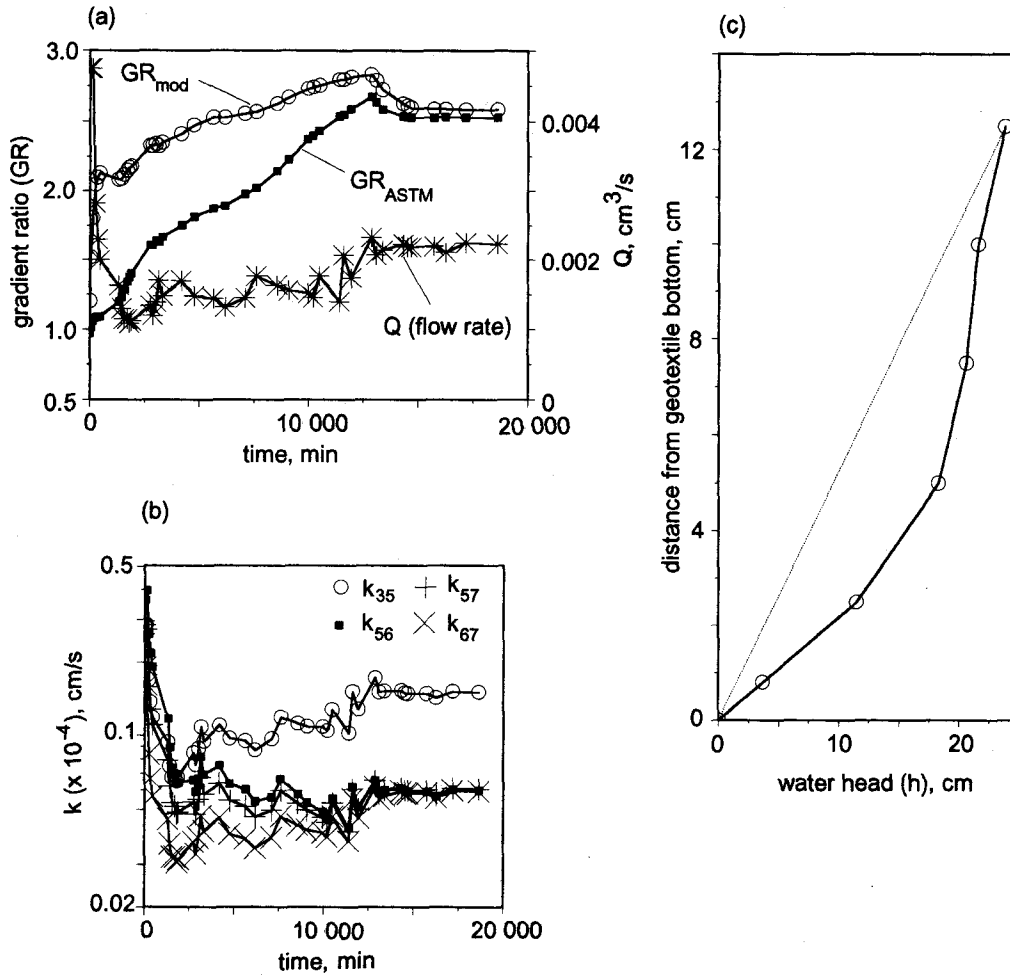 (a)
3.0
2.0
1.0
0.5
gradient ratio (GR)
GR_mod
GR_ASTM
Q (flow rate)
0.004
0.002
0
Q, cm³/s
0
10 000
20 000
time, min
(b)
0.5
0.1
0.02
k (x 10⁻⁴), cm/s
k₃₅
k₅₇
k₅₆
k₆₇
0
10 000
20 000
time, min
(c)
12
8
4
0
distance from geotextile bottom, cm
0
10
20
water head (h), cm